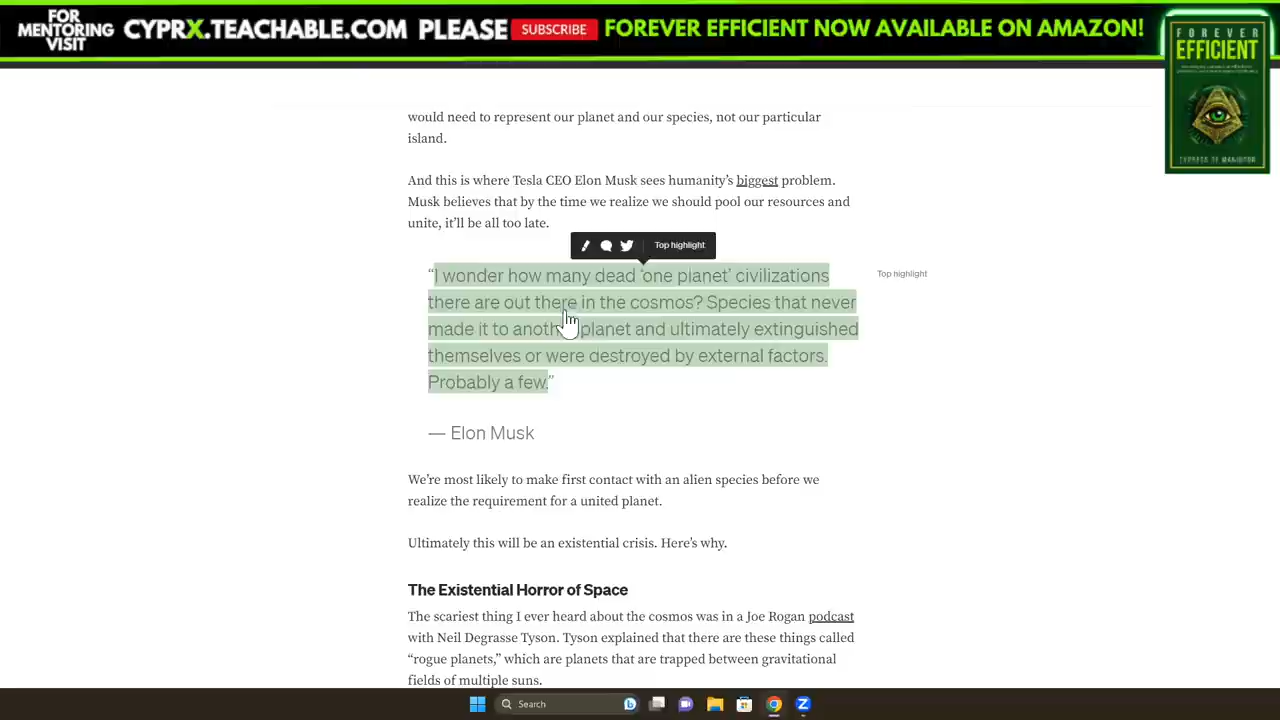 FOR
MENTORING
VISIT
CYPRX.TEACHABLE.COM PLEASE SUBSCRIBE FOREVER EFFICIENT NOW AVAILABLE ON AMAZON!
FOREVER
EFFICIENT
would need to represent our planet and our species, not our particular
island.
And this is where Tesla CEO Elon Musk sees humanity’s biggest problem.
Musk believes that by the time we realize we should pool our resources and
unite, it’ll be all too late.
Top highlight
“I wonder how many dead ‘one planet’ civilizations
Top highlight
there are out there in the cosmos? Species that never
made it to anoth planet and ultimately extinguished
themselves or were destroyed by external factors.
Probably a few.”
— Elon Musk
We’re most likely to make first contact with an alien species before we
realize the requirement for a united planet.
Ultimately this will be an existential crisis. Here’s why.
The Existential Horror of Space
The scariest thing I ever heard about the cosmos was in a Joe Rogan podcast
with Neil Degrasse Tyson. Tyson explained that there are these things called
“rogue planets,” which are planets that are trapped between gravitational
fields of multiple suns.
Search